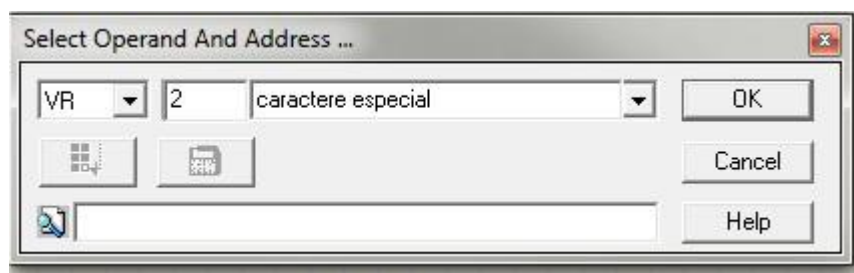 Select Operand And Address ...
VR 2 caractere especial OK
Cancel
Help